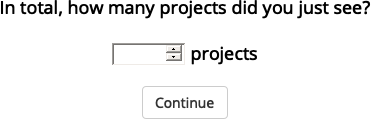 In total, how many projects did you just see?
projects
Continue